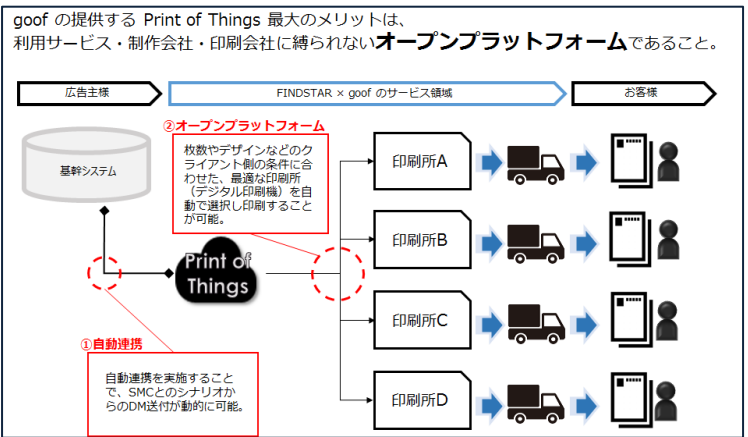 goof の提供する Print of Things 最大のメリットは、
利用サービス・制作会社・印刷会社に縛られないオープンプラットフォームであること。
広告主様
FINDSTAR × goof のサービス領域
お客様
②オープンプラットフォーム
枚数やデザインなどのク
ライアント側の条件に合
わせた、最適な印刷所
（デジタル印刷機）を自
動で選択し印刷すること
が可能。
基幹システム
印刷所A
印刷所B
Print of
Things
印刷所C
①自動連携
自動連携を実施すること
で、SMCとのシナリオか
らのDM送付が動的に可能。
印刷所D